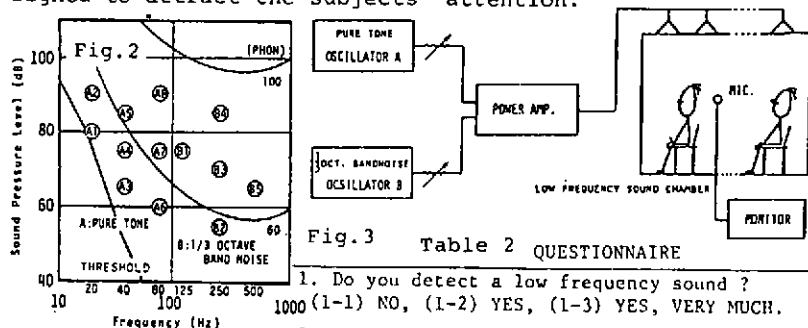 signed to attract the subjects' attention.
Fig.2
Sound Pressure Level (dB)
100
80
60
40
(PHON)
100
60
A2
A8
A5
B4
A1
A4
A7
B1
B3
A3
B5
A6
B2
A:PURE TONE
B:1/3 OCTAVE
BAND NOISE
THRESHOLD
20 40 80 125 250 500
10 100 1000
Frequency (Hz)
PURE TONE
OSCILLATOR A
OCT. BANDNOISE
OCSILLATOR B
POWER AMP.
MIC.
LOW FREQUENCY SOUND CHAMBER
MONITOR
Fig.3
Table 2 QUESTIONNAIRE
1. Do you detect a low frequency sound ?
(1-1) NO, (1-2) YES, (1-3) YES, VERY MUCH.